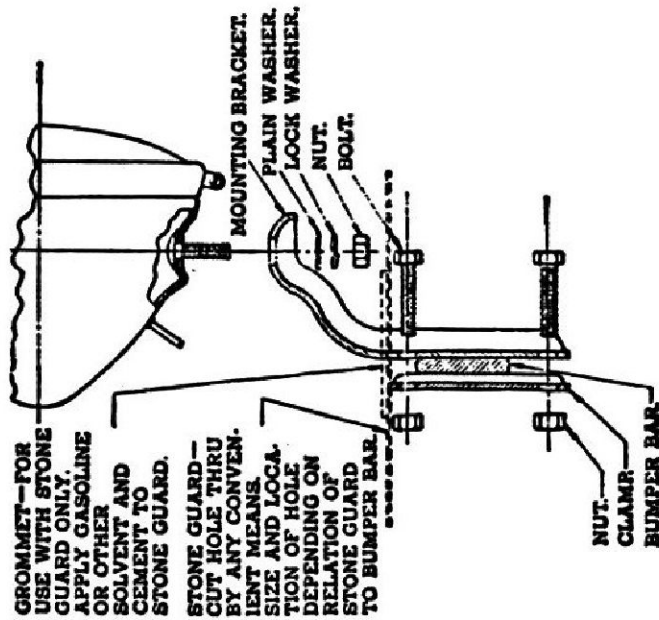 GROMMET—FOR
USE WITH STONE
GUARD ONLY.
APPLY GASOLINE
OR OTHER
SOLVENT AND
CEMENT TO
STONE GUARD.
STONE GUARD—
CUT HOLE THRU
BY ANY CONVEN-
IENT MEANS.
SIZE AND LOCA-
TION OF HOLE
DEPENDING ON
RELATION OF
STONE GUARD
TO BUMPER BAR
MOUNTING BRACKET.
PLAIN WASHER.
LOCK WASHER.
NUT.
BOLT.
NUT.
CLAMP.
BUMPER BAR